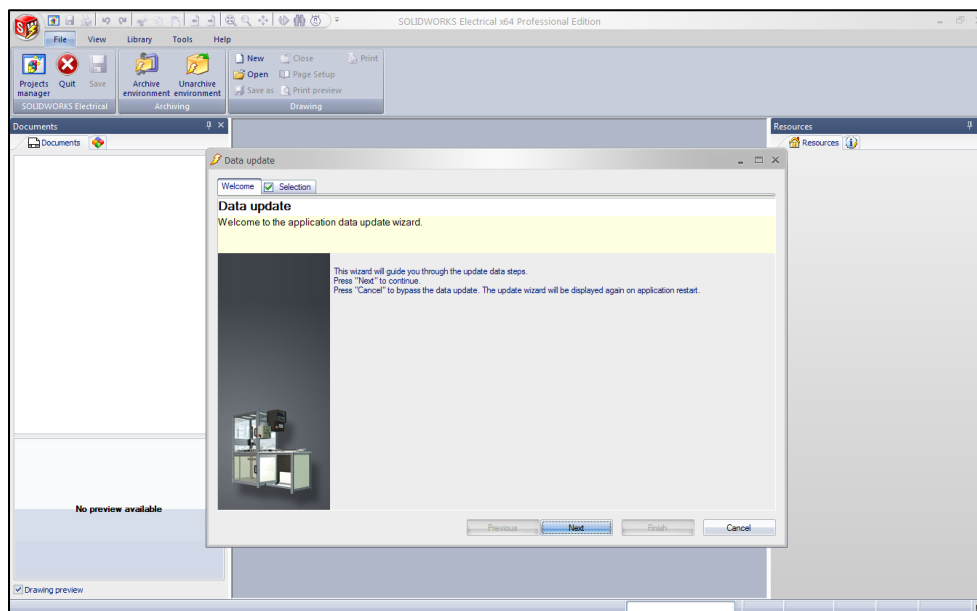 SOLIDWORKS Electrical x64 Professional Edition
File View Library Tools Help
Projects manager
Quit
Save
SOLIDWORKS Electrical
Archive environment
Unarchive environment
Archiving
New
Close
Print
Open
Page Setup
Save as
Print preview
Drawing
Documents
Documents
Resources
Resources
Data update
Welcome
Selection
Data update
Welcome to the application data update wizard.
This wizard will guide you through the update data steps.
Press "Next" to continue.
Press "Cancel" to bypass the data update. The update wizard will be displayed again on application restart.
No preview available
Previous
Next
Finish
Cancel
Drawing preview